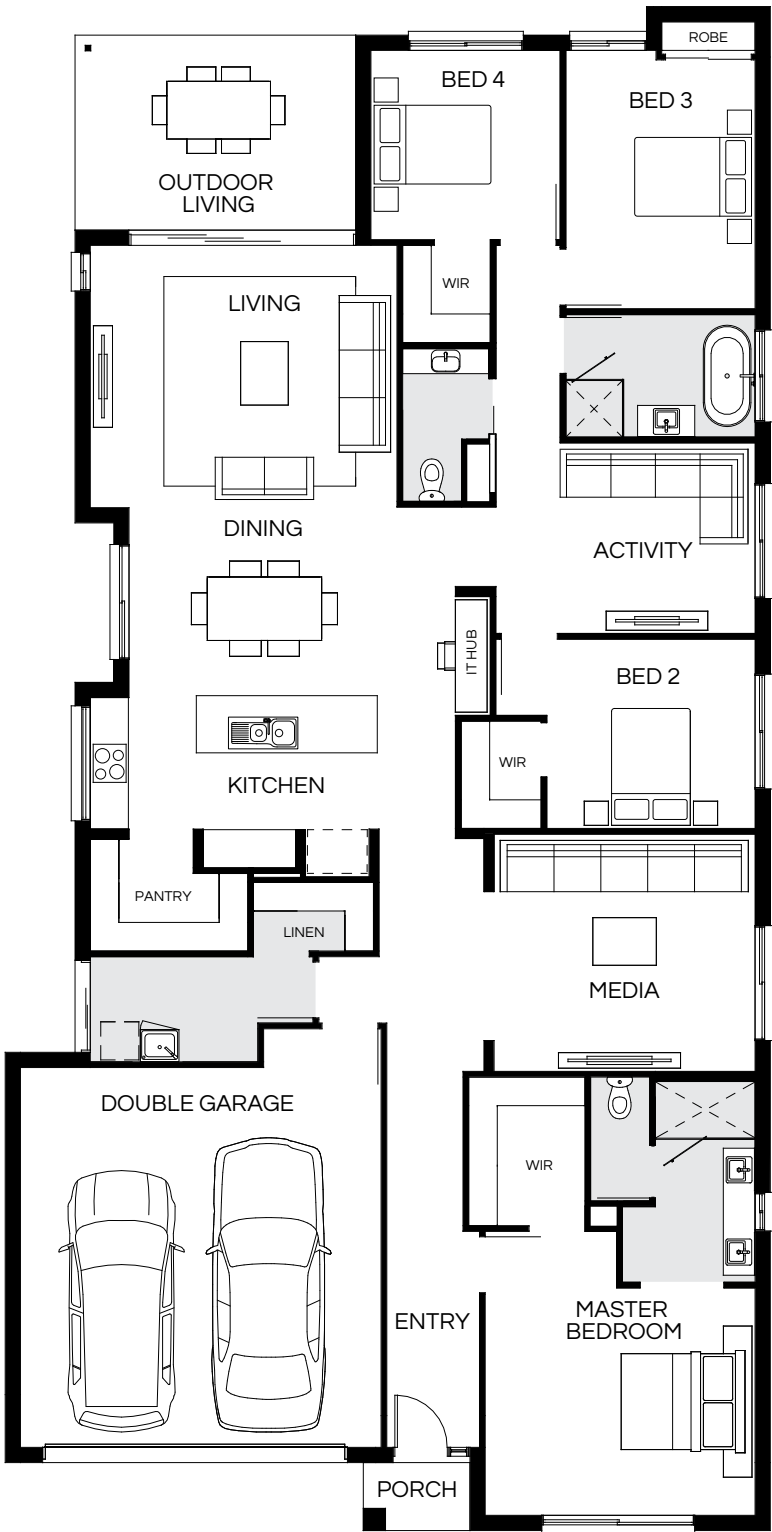 ROBE
BED 4
BED 3
OUTDOOR
LIVING
WIR
LIVING
DINING
ACTIVITY
IT HUB
BED 2
WIR
KITCHEN
PANTRY
LINEN
MEDIA
DOUBLE GARAGE
WIR
ENTRY
MASTER
BEDROOM
PORCH